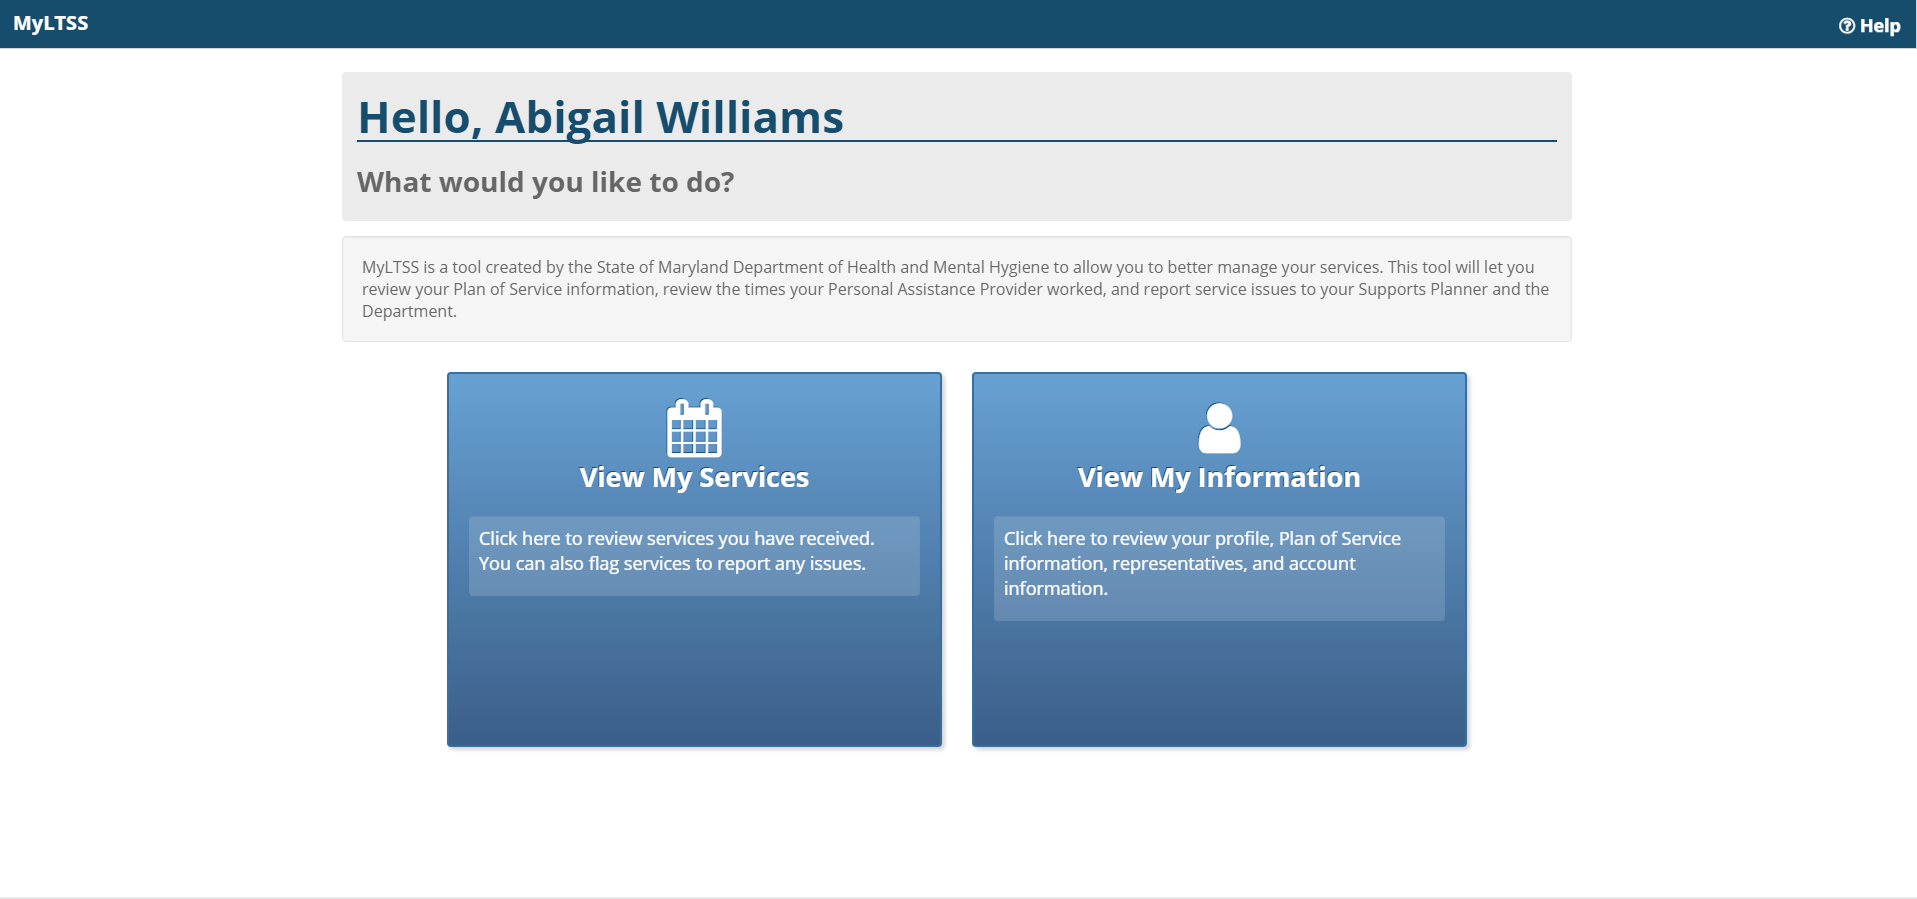 MyLTSS
Help
Hello, Abigail Williams
What would you like to do?
MyLTSS is a tool created by the State of Maryland Department of Health and Mental Hygiene to allow you to better manage your services. This tool will let you
review your Plan of Service information, review the times your Personal Assistance Provider worked, and report service issues to your Supports Planner and the
Department.
View My Services
Click here to review services you have received.
You can also flag services to report any issues.
View My Information
Click here to review your profile, Plan of Service
information, representatives, and account
information.